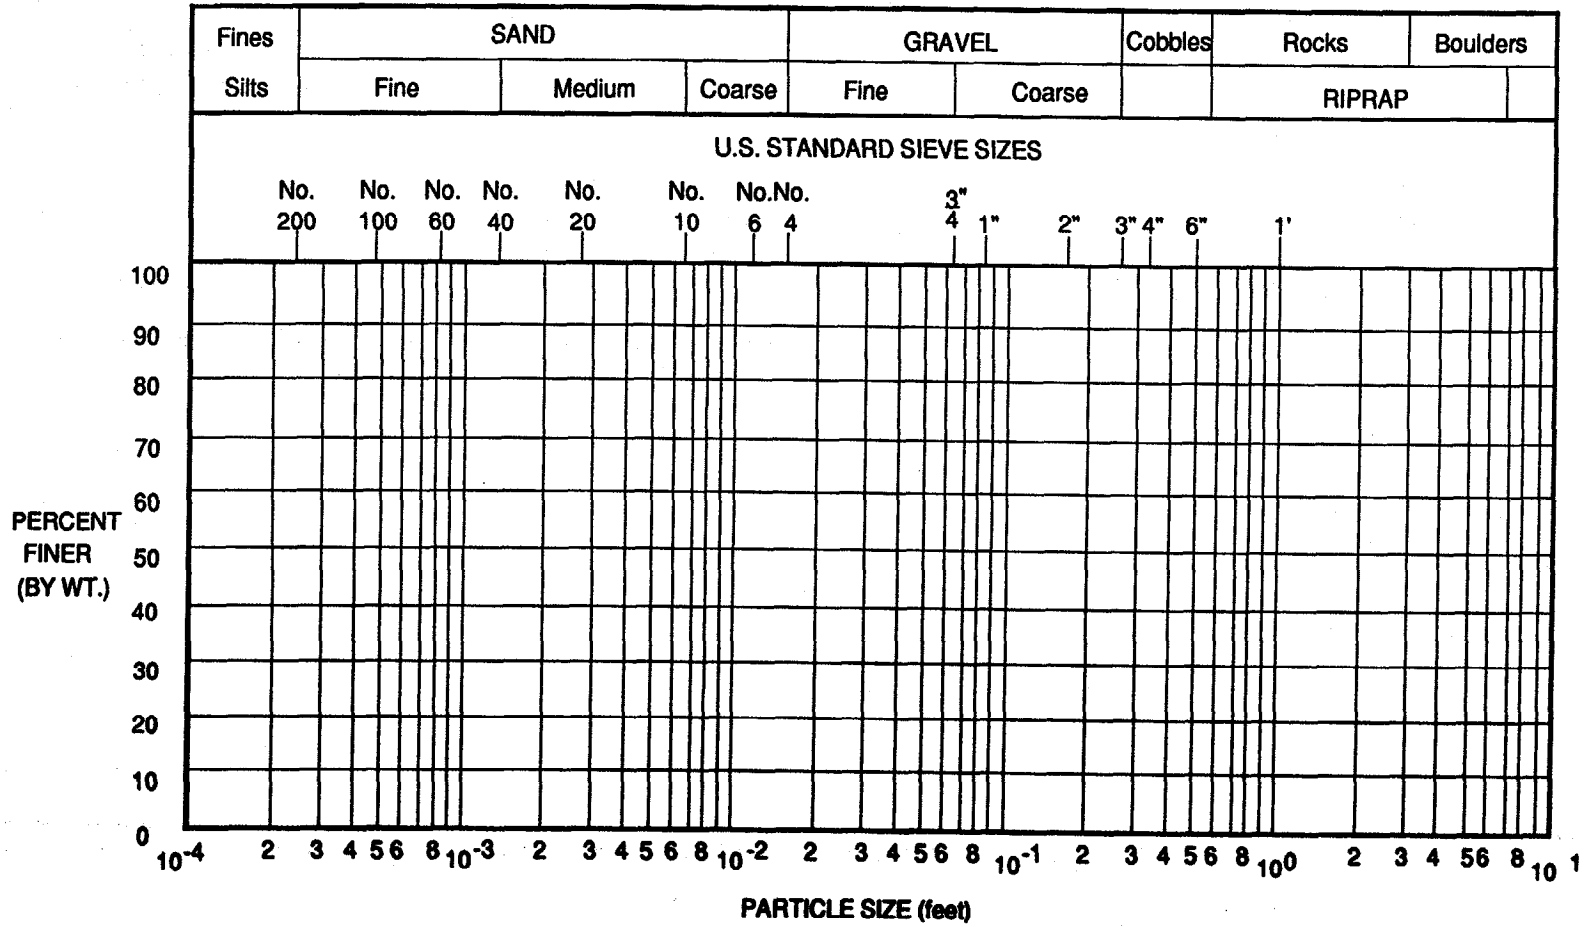 Fines SAND GRAVEL Cobbles Rocks Boulders
Silts Fine Medium Coarse Fine Coarse RIPRAP
U.S. STANDARD SIEVE SIZES
No. No. No. No. No. No. No. No. 3"
200 100 60 40 20 10 6 4 4 1" 2" 3" 4" 6" 1'
100
90
80
70
60
PERCENT
FINER
(BY WT.)
50
40
30
20
10
0
10-4 2 3 4 5 6 8 10-3 2 3 4 5 6 8 10-2 2 3 4 5 6 8 10-1 2 3 4 5 6 8 100 2 3 4 5 6 8 10 1
PARTICLE SIZE (feet)